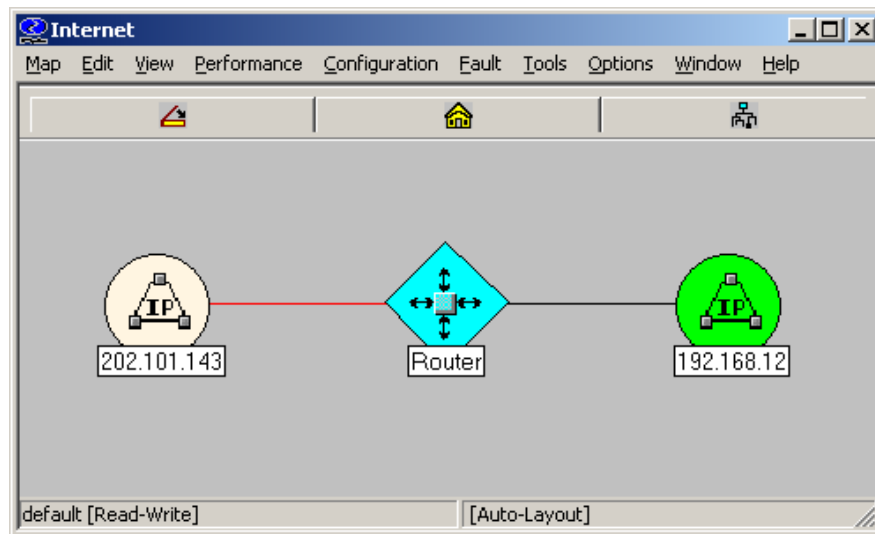 Internet
Map Edit View Performance Configuration Fault Tools Options Window Help
IP IP
202.101.143 Router 192.168.12
default [Read-Write] [Auto-Layout]